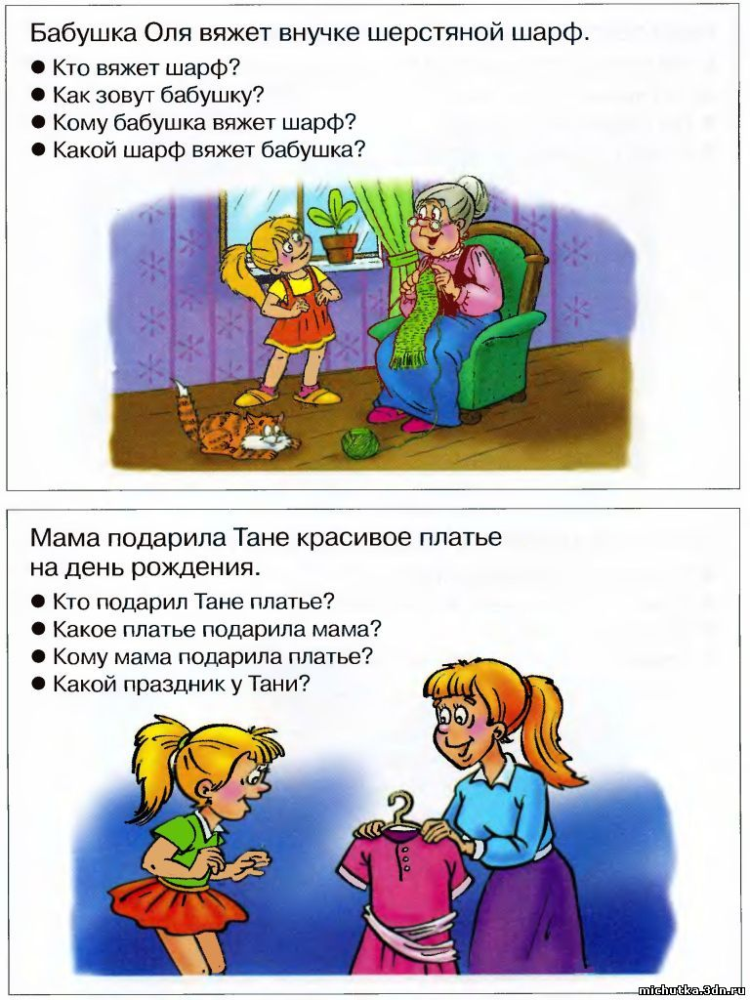 Бабушка Оля вяжет внучке шерстяной шарф.
● Кто вяжет шарф?
● Как зовут бабушку?
● Кому бабушка вяжет шарф?
● Какой шарф вяжет бабушка?
Мама подарила Тане красивое платье
на день рождения.
● Кто подарил Тане платье?
● Какое платье подарила мама?
● Кому мама подарила платье?
● Какой праздник у Тани?
michutka.3dn.ru